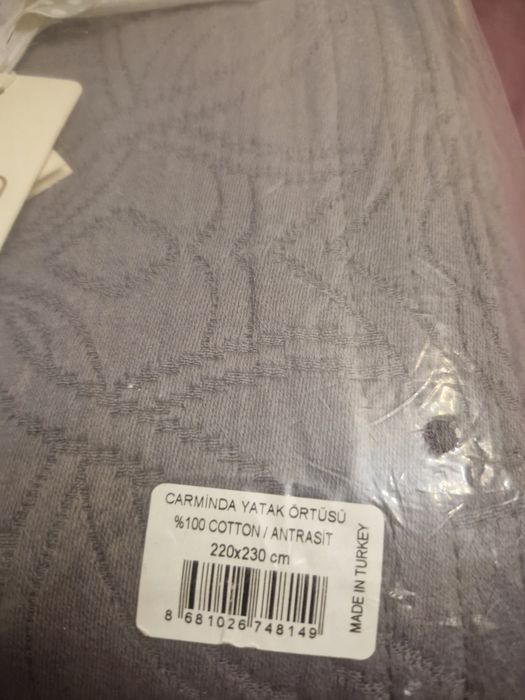 CARMİNDA YATAK ÖRTÜSÜ
%100 COTTON / ANTRASİT
220x230 cm
8 681026 748149
MADE IN TURKEY